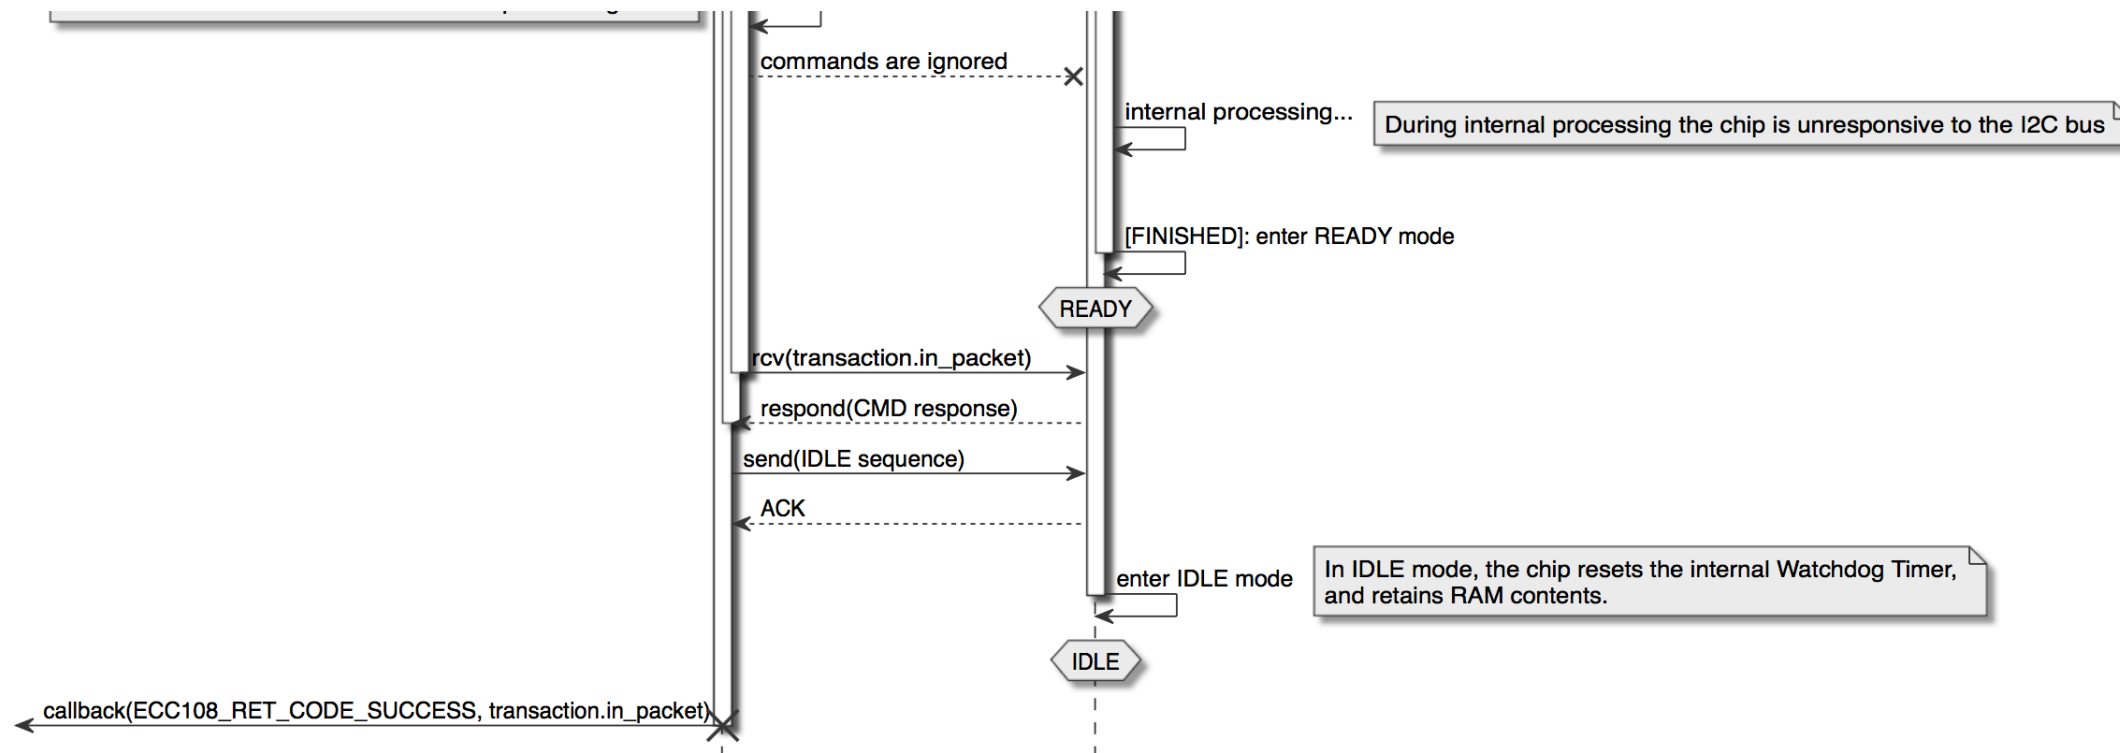 commands are ignored
internal processing...
During internal processing the chip is unresponsive to the I2C bus
[FINISHED]: enter READY mode
READY
rcv(transaction.in_packet)
respond(CMD response)
send(IDLE sequence)
ACK
enter IDLE mode
In IDLE mode, the chip resets the internal Watchdog Timer,
and retains RAM contents.
IDLE
callback(ECC108_RET_CODE_SUCCESS, transaction.in_packet)